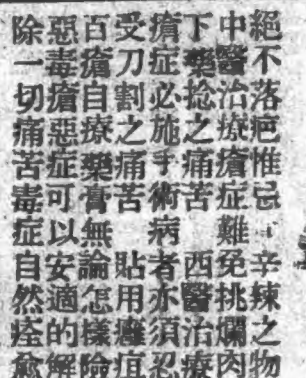 絕不落疤惟忌辛辣之物
中醫治療瘡症難免挑爛肉
下藥捻之痛苦 西醫治療
瘡症必施手術病者亦須忍
受刀割之痛苦 貼用癰疽
百瘡自療藥膏無論怎樣險
惡毒瘡惡症可以安適的解
除一切痛苦毒症自然痊愈